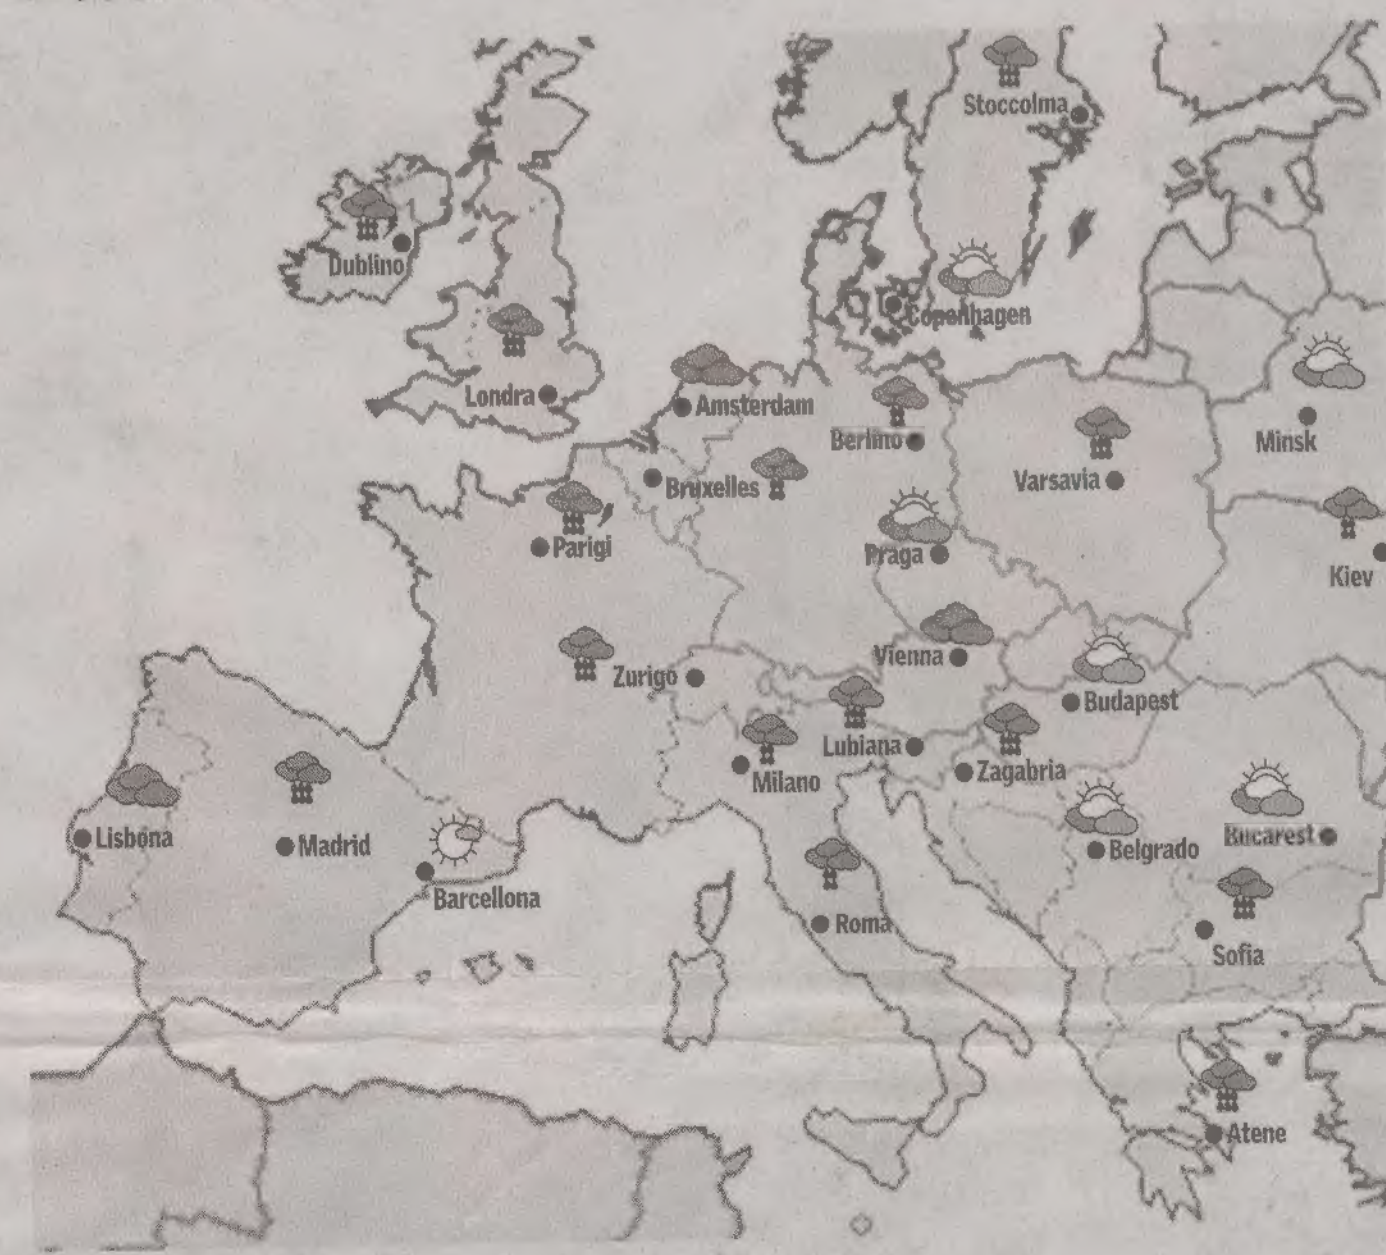 Stoccolma
Dublino
Copenhagen
Londra
Amsterdam
Berlino
Minsk
Bruxelles
Varsavia
Parigi
Praga
Kiev
Vienna
Zurigo
Budapest
Lubiana
Zagabria
Milano
Lisbona
Madrid
Belgrado
Bucarest
Barcellona
Roma
Sofia
Atene